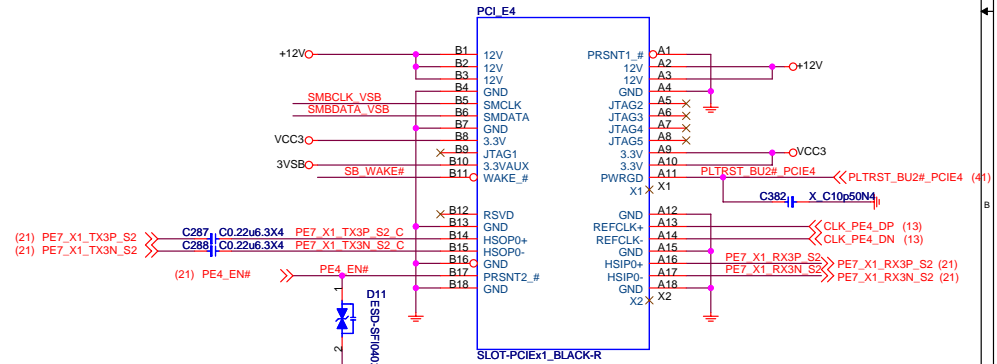 PCI_E4
+12V B1 12V PRSNT1_# A1
B2 12V 12V A2 +12V
B3 12V 12V A3
B4 GND GND A4
SMBCLK_VSB B5 SMCLK JTAG2 A5
SMBDATA_VSB B6 SMDATA JTAG3 A6
B7 GND JTAG4 A7
VCC3 B8 3.3V JTAG5 A8
B9 JTAG1 3.3V A9 VCC3
3VSB B10 3.3VAUX 3.3V A10
SB_WAKE# B11 WAKE_# PWRGD A11 PLTRST_BU2#_PCIE4 PLTRST_BU2#_PCIE4 (41)
X1 X1
C382 X_C10p50N4
B
B12 RSVD GND A12
B13 GND REFCLK+ A13 CLK_PE4_DP (13)
(21) PE7_X1_TX3P_S2 C287 C0.22u6.3X4 PE7_X1_TX3P_S2_C B14 HSOP0+ REFCLK- A14 CLK_PE4_DN (13)
(21) PE7_X1_TX3N_S2 C288 C0.22u6.3X4 PE7_X1_TX3N_S2_C B15 HSOP0- GND A15
B16 GND HSIP0+ A16 PE7_X1_RX3P_S2 PE7_X1_RX3P_S2 (21)
(21) PE4_EN# PE4_EN# B17 PRSNT2_# HSIP0- A17 PE7_X1_RX3N_S2 PE7_X1_RX3N_S2 (21)
B18 GND GND A18
X2 X2
1
D11
2
SLOT-PCIEx1_BLACK-R